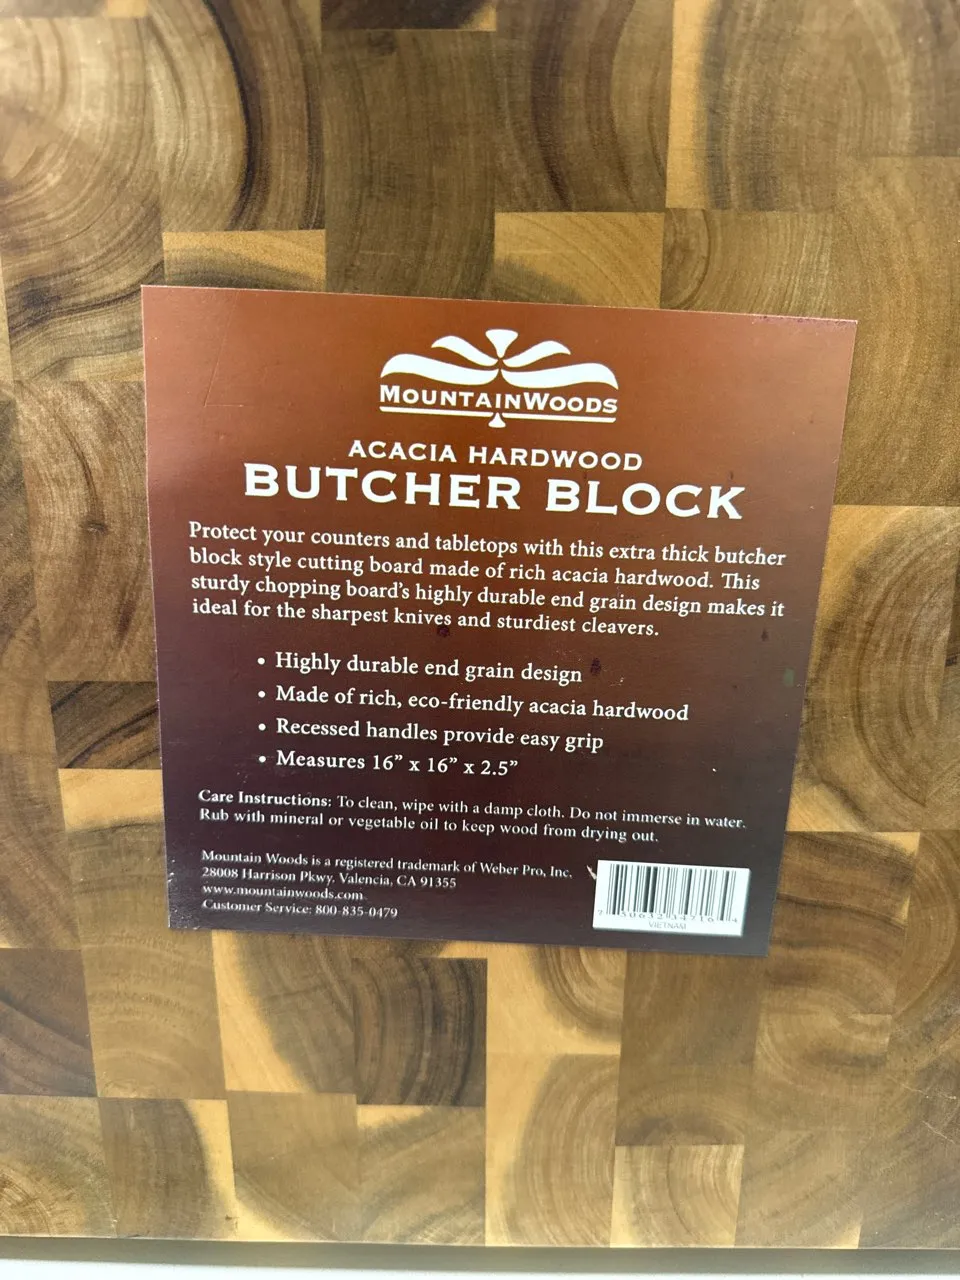 MOUNTAINWOODS
ACACIA HARDWOOD
BUTCHER BLOCK
Protect your counters and tabletops with this extra thick butcher
block style cutting board made of rich acacia hardwood. This
sturdy chopping board's highly durable end grain design makes it
ideal for the sharpest knives and sturdiest cleavers.
• Highly durable end grain design
• Made of rich, eco-friendly acacia hardwood
• Recessed handles provide easy grip
• Measures 16” x 16” x 2.5”
Care Instructions: To clean, wipe with a damp cloth. Do not immerse in water.
Rub with mineral or vegetable oil to keep wood from drying out.
Mountain Woods is a registered trademark of Weber Pro, Inc.
28008 Harrison Pkwy. Valencia, CA 91355
www.mountainwoods.com
Customer Service: 800-835-0479
VIETNAM